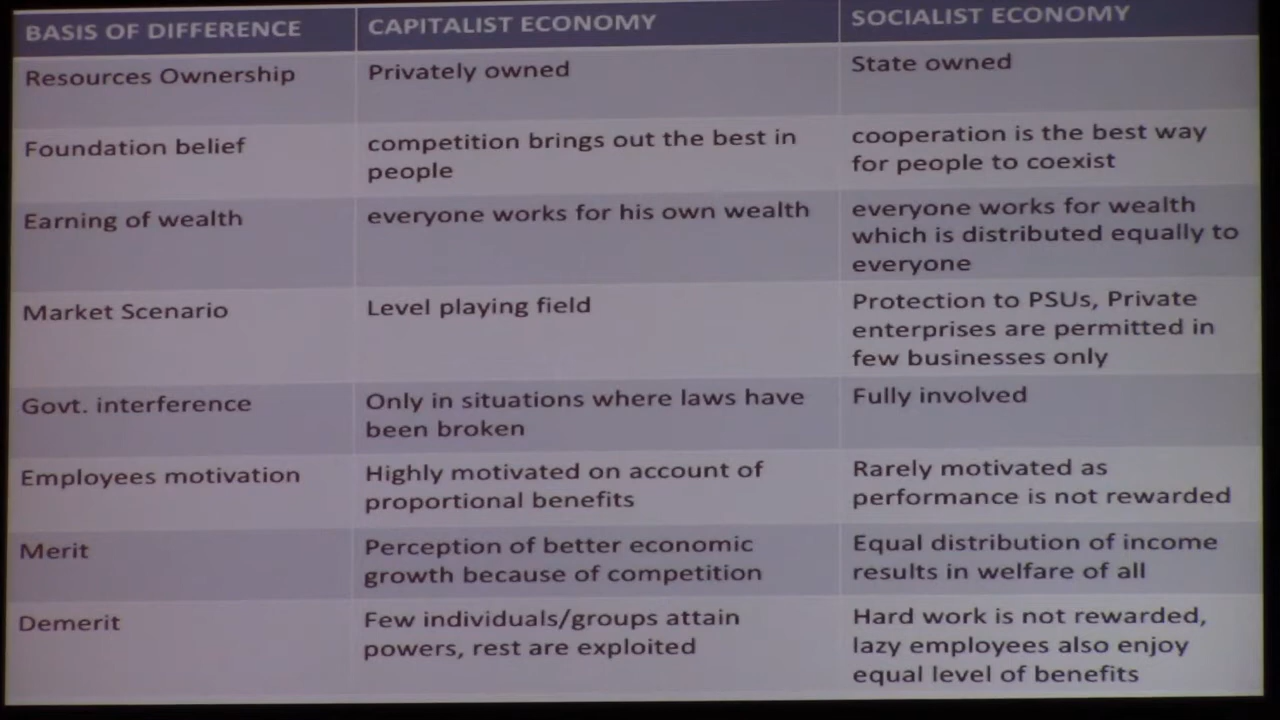 BASIS OF DIFFERENCE CAPITALIST ECONOMY SOCIALIST ECONOMY
Resources Ownership Privately owned State owned
Foundation belief competition brings out the best in cooperation is the best way
people for people to coexist
Earning of wealth everyone works for his own wealth everyone works for wealth
which is distributed equally to
everyone
Market Scenario Level playing field Protection to PSUs, Private
enterprises are permitted in
few businesses only
Govt. interference Only in situations where laws have Fully involved
been broken
Employees motivation Highly motivated on account of Rarely motivated as
proportional benefits performance is not rewarded
Merit Perception of better economic Equal distribution of income
growth because of competition results in welfare of all
Demerit Few individuals/groups attain Hard work is not rewarded,
powers, rest are exploited lazy employees also enjoy
equal level of benefits